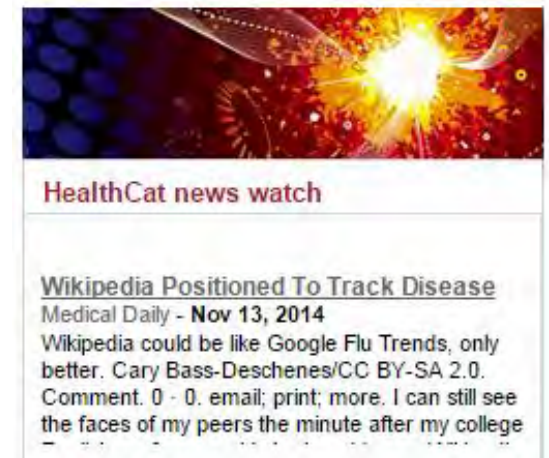 HealthCat news watch
Wikipedia Positioned To Track Disease
Medical Daily - Nov 13, 2014
Wikipedia could be like Google Flu Trends, only
better. Cary Bass-Deschenes/CC BY-SA 2.0.
Comment. 0 · 0. email; print; more. I can still see
the faces of my peers the minute after my college